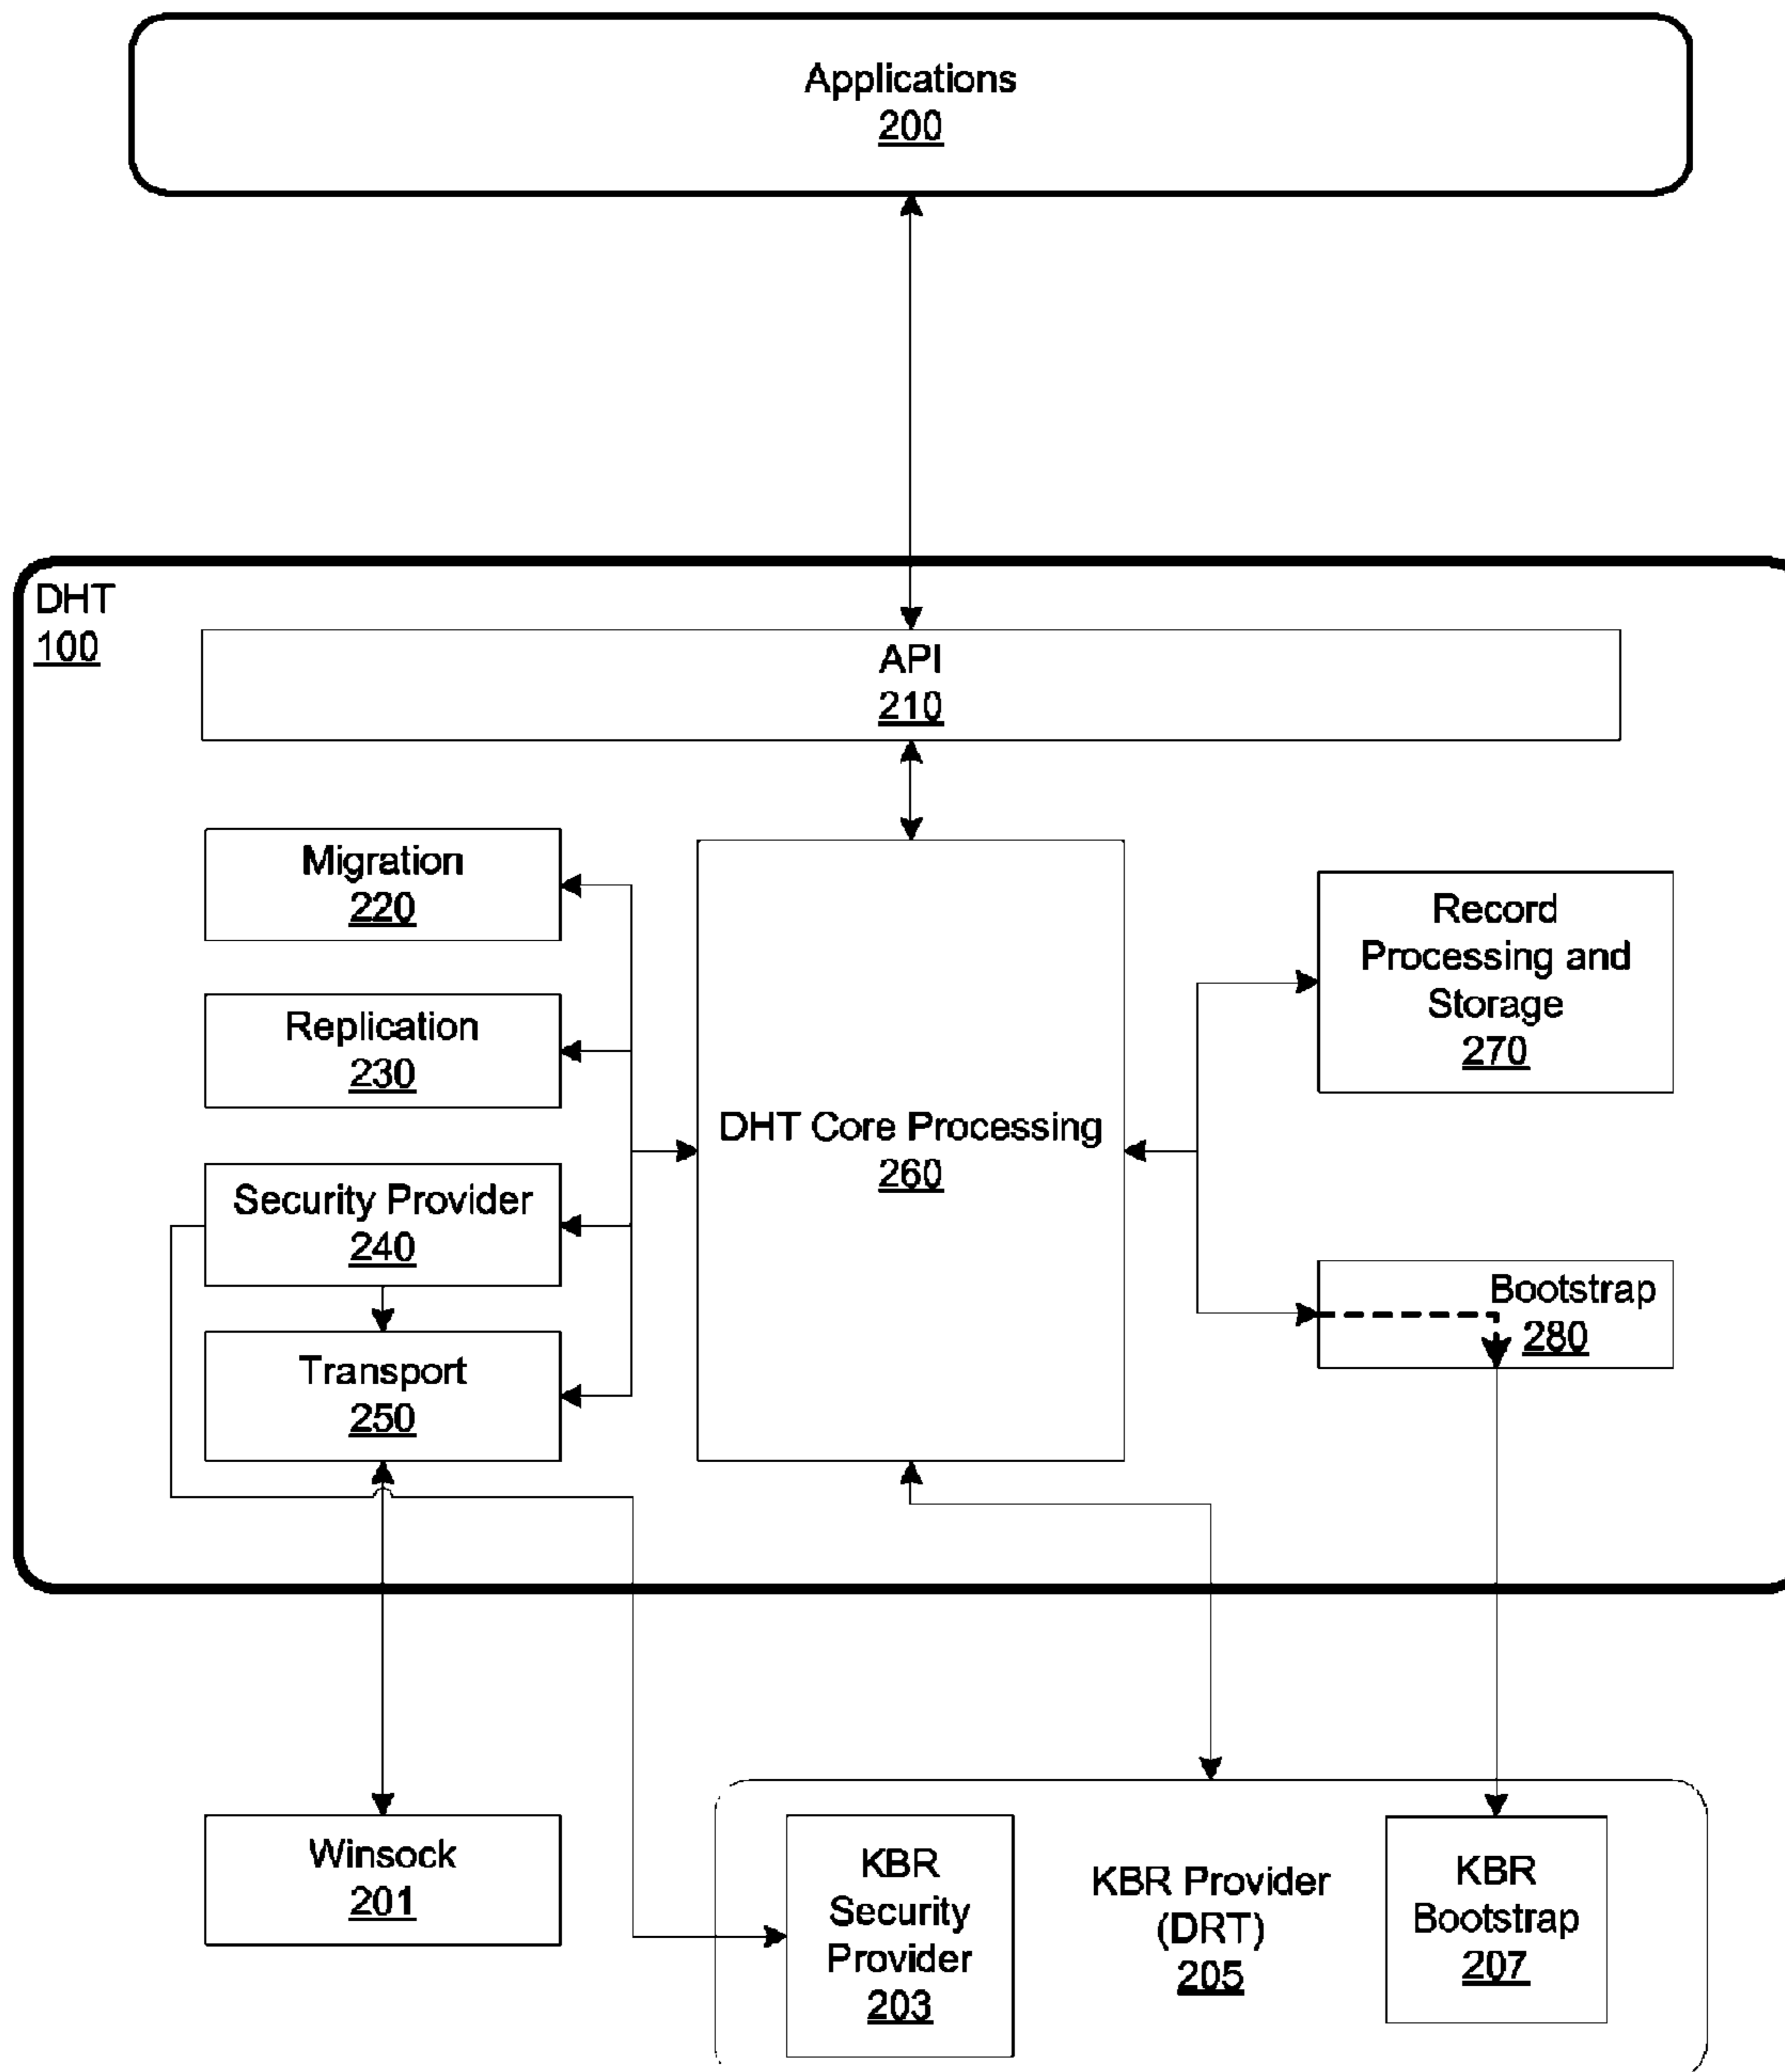 Applications
200
DHT
100
API
210
Migration
220
Replication
230
Security Provider
240
Transport
250
DHT Core Processing
260
Record
Processing and
Storage
270
Bootstrap
280
Winsock
201
KBR
Security
Provider
203
KBR Provider
(DRT)
205
KBR
Bootstrap
207